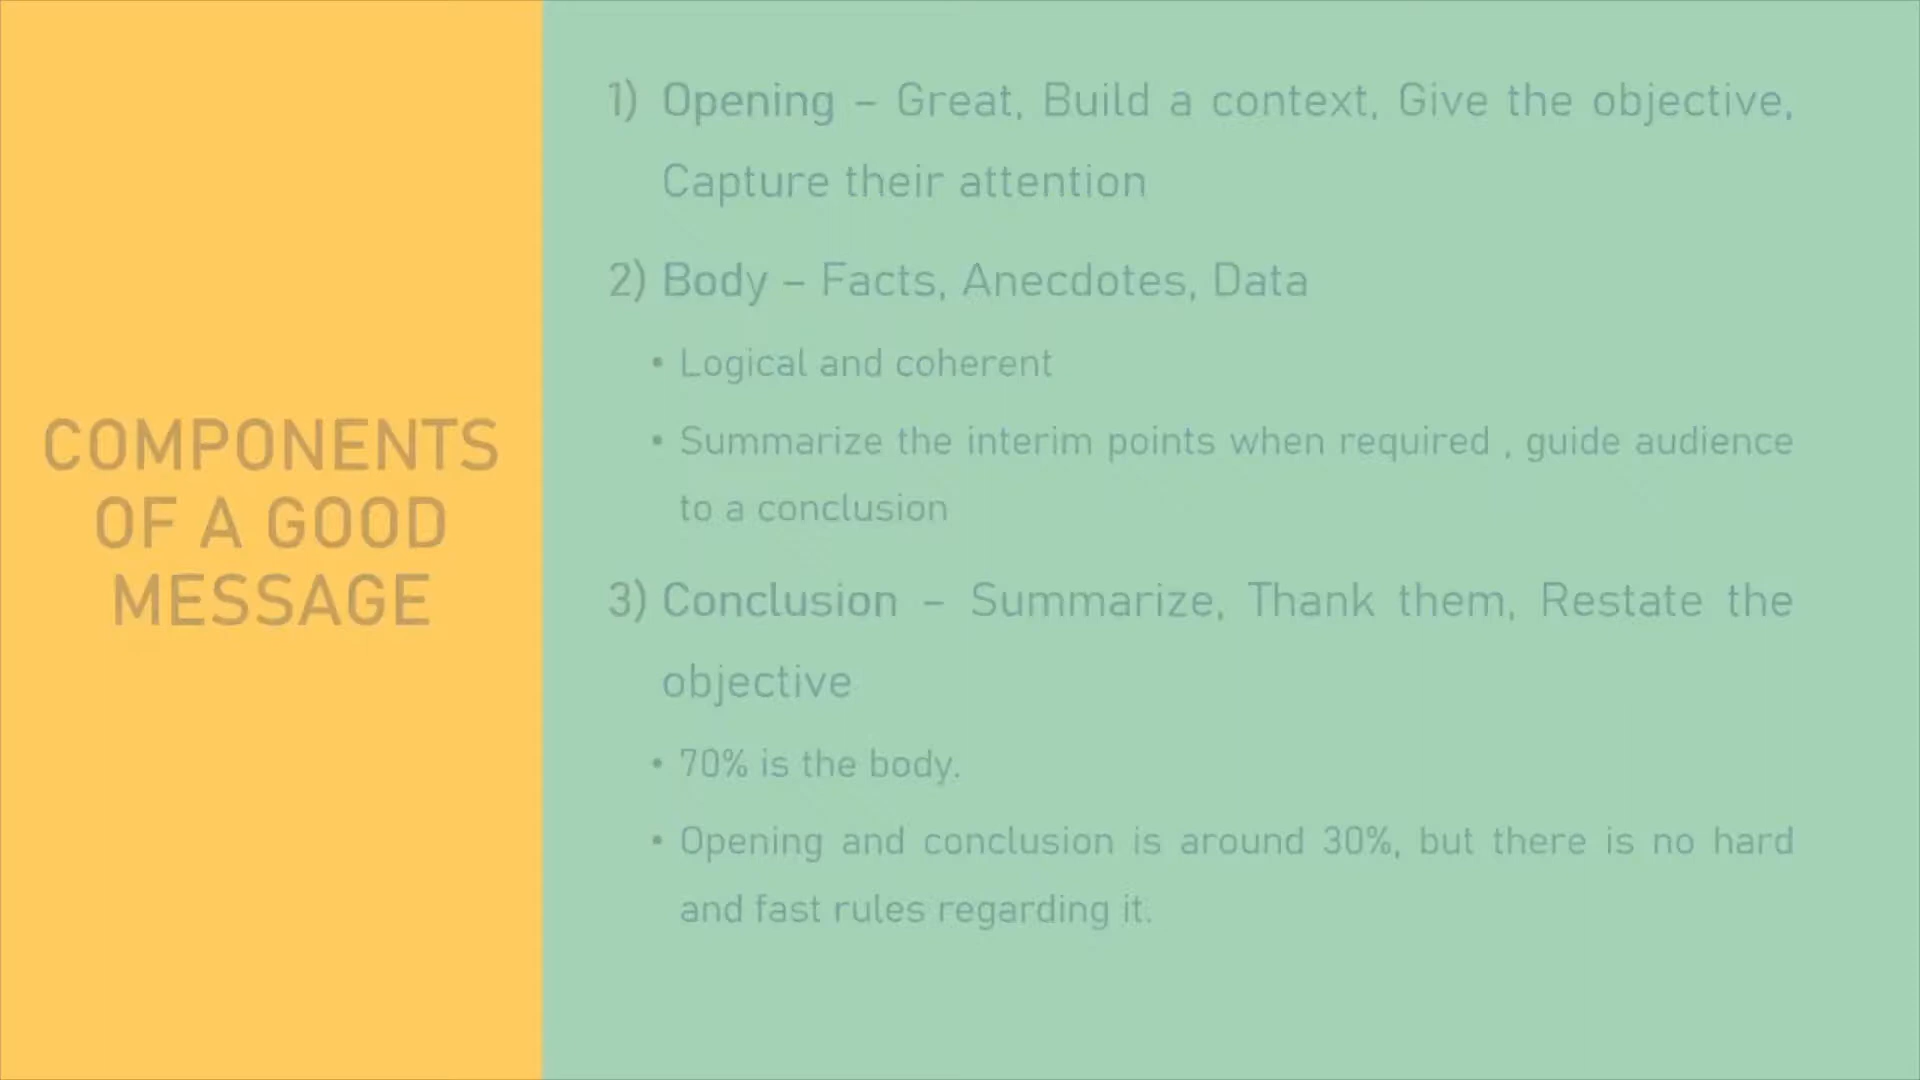 COMPONENTS
OF A GOOD
MESSAGE
1) Opening – Great, Build a context, Give the objective,
Capture their attention
2) Body – Facts, Anecdotes, Data
• Logical and coherent
• Summarize the interim points when required , guide audience
to a conclusion
3) Conclusion – Summarize, Thank them, Restate the
objective
• 70% is the body.
• Opening and conclusion is around 30%, but there is no hard
and fast rules regarding it.